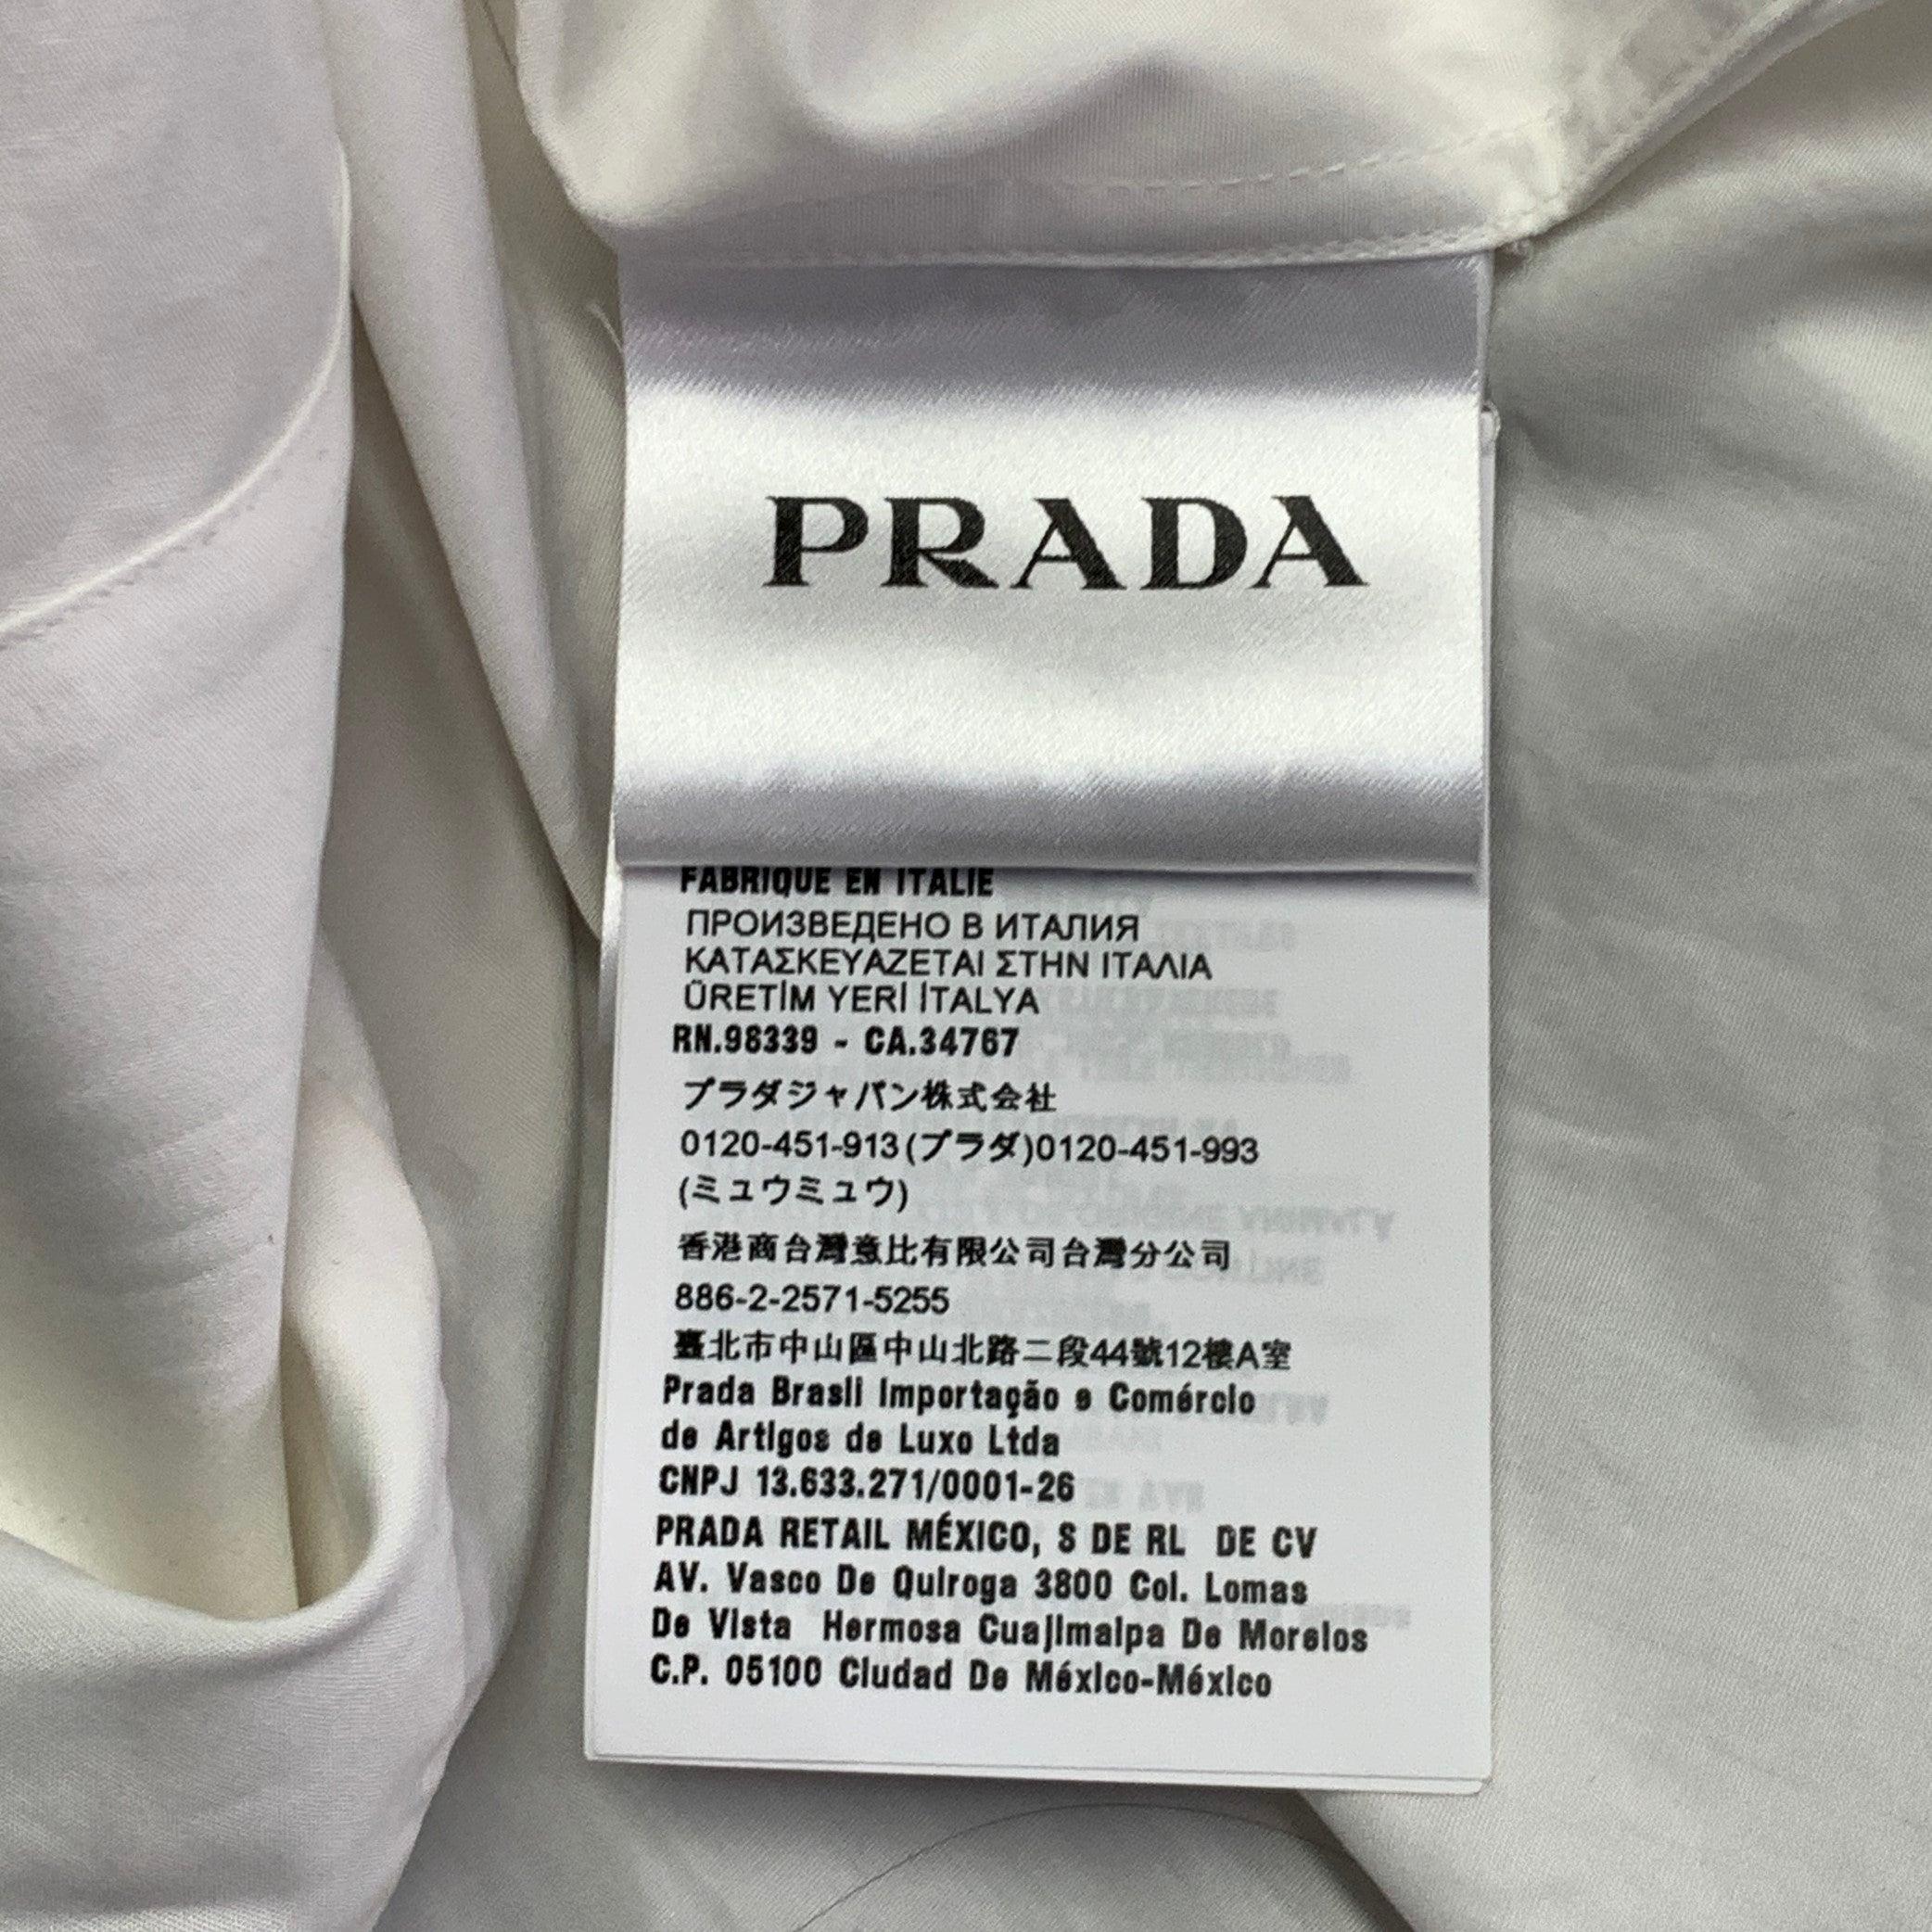 PRADA
FABRIQUE EN ITALIE
ПРОИЗВЕДЕНО В ИТАЛИЯ
ΚΑΤΑΣΚΕΥΑΖΕΤΑΙ ΣΤΗΝ ΙΤΑΛΙΑ
ÜRETİM YERİ İTALYA
RN.98339 - CA.34767
プラダジャパン株式会社
0120-451-913(プラダ)0120-451-993
(ミュウミュウ)
香港商台灣意比有限公司台灣分公司
886-2-2571-5255
臺北市中山區中山北路二段44號12樓A室
Prada Brasil Importação e Comércio
de Artigos de Luxo Ltda
CNPJ 13.633.271/0001-26
PRADA RETAIL MÉXICO, S DE RL DE CV
AV. Vasco De Quiroga 3800 Col. Lomas
De Vista Hermosa Cuajimalpa De Morelos
C.P. 05100 Ciudad De México-México